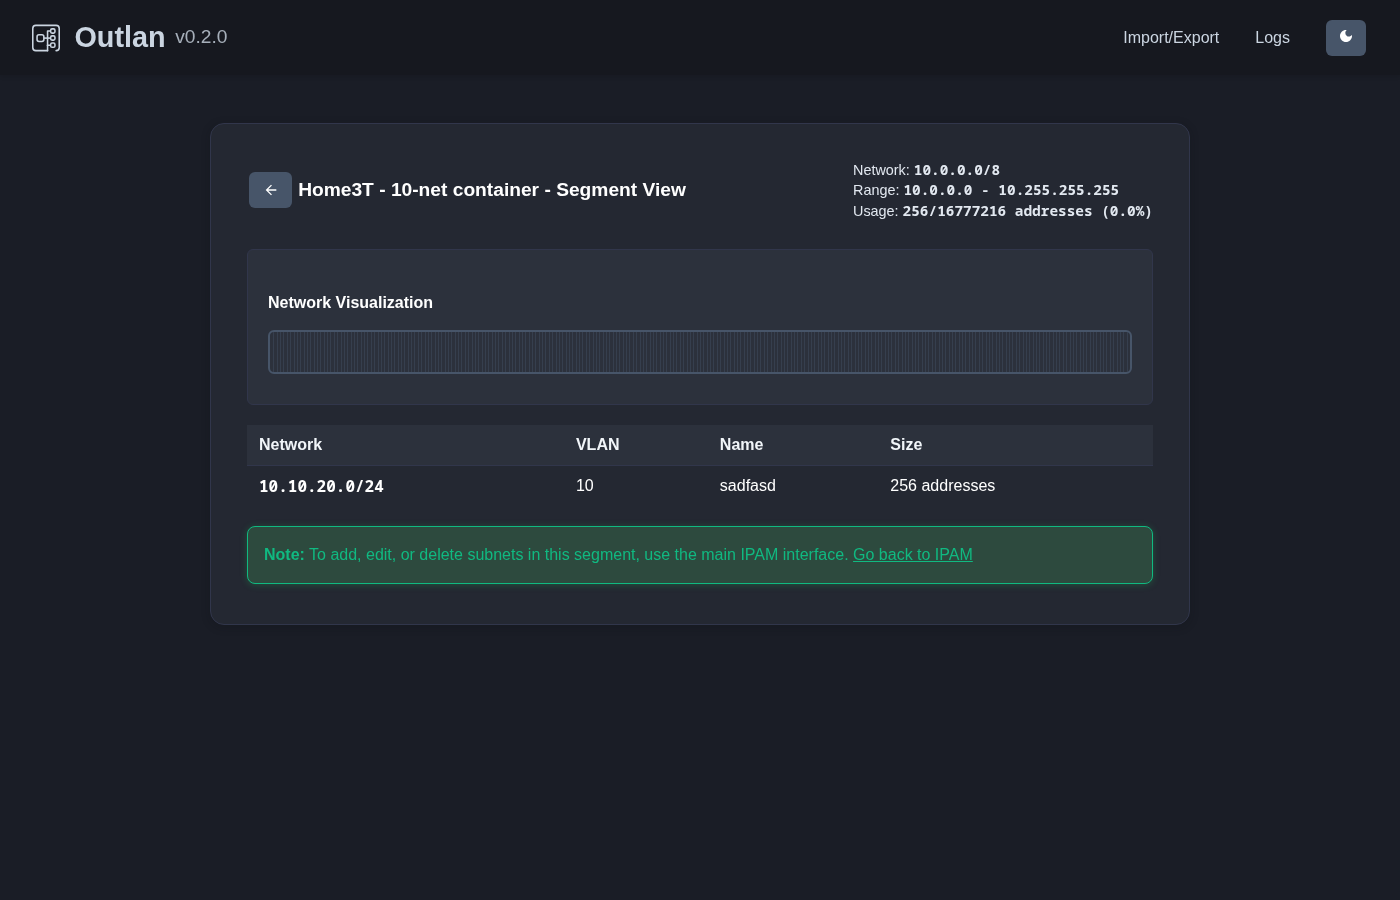 Outlan v0.2.0
Import/Export
Logs
Home3T - 10-net container - Segment View
Network: 10.0.0.0/8
Range: 10.0.0.0 - 10.255.255.255
Usage: 256/16777216 addresses (0.0%)
Network Visualization
Network VLAN Name Size
10.10.20.0/24 10 sadfasd 256 addresses
Note: To add, edit, or delete subnets in this segment, use the main IPAM interface. Go back to IPAM